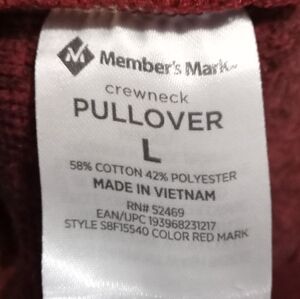 Member's Mark™
crewneck
PULLOVER
L
58% COTTON 42% POLYESTER
MADE IN VIETNAM
RN# 52469
EAN/UPC 193968231217
STYLE S8F15540 COLOR RED MARK